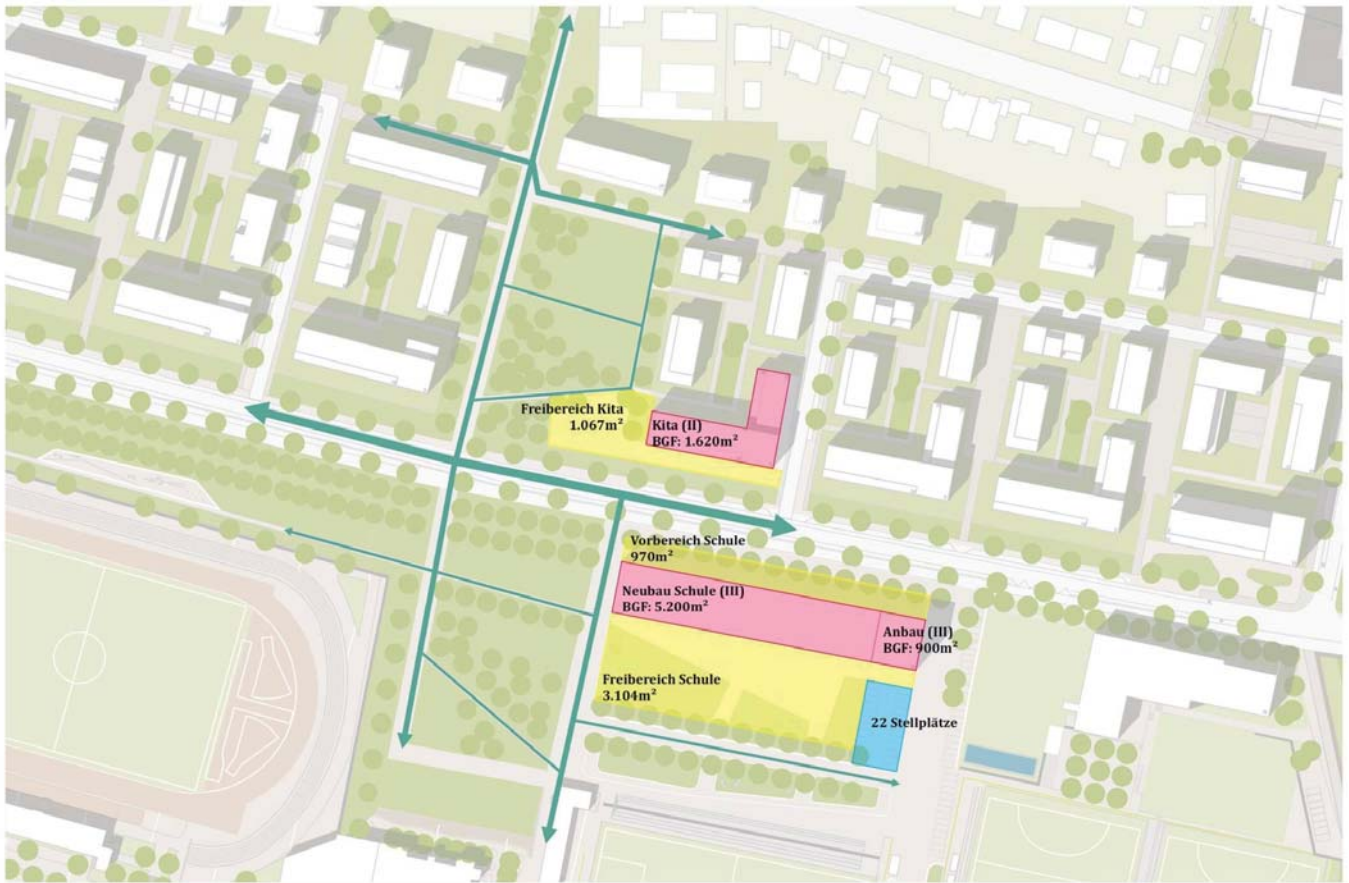 Freibereich Kita
1.067m²
Kita (II)
BGF: 1.620m²
Vorbereich Schule
970m²
Neubau Schule (III)
BGF: 5.200m²
Anbau (III)
BGF: 900m²
Freibereich Schule
3.104m²
22 Stellplätze